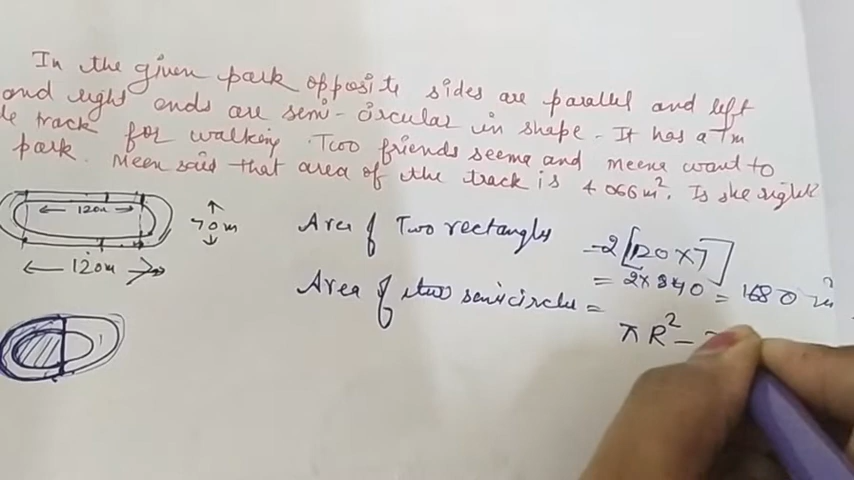 In the given park opposite sides are parallel and left
and right ends are semi-circular in shape. It has a 7m
track for walking. Two friends seema and meena want to
park. Meen said that area of the track is 4066m². Is she right
120m
70m
120m
Area of Two rectangles = 2[120×7]
= 2×840 = 1680 m²
Area of two semicircles =
πR² -